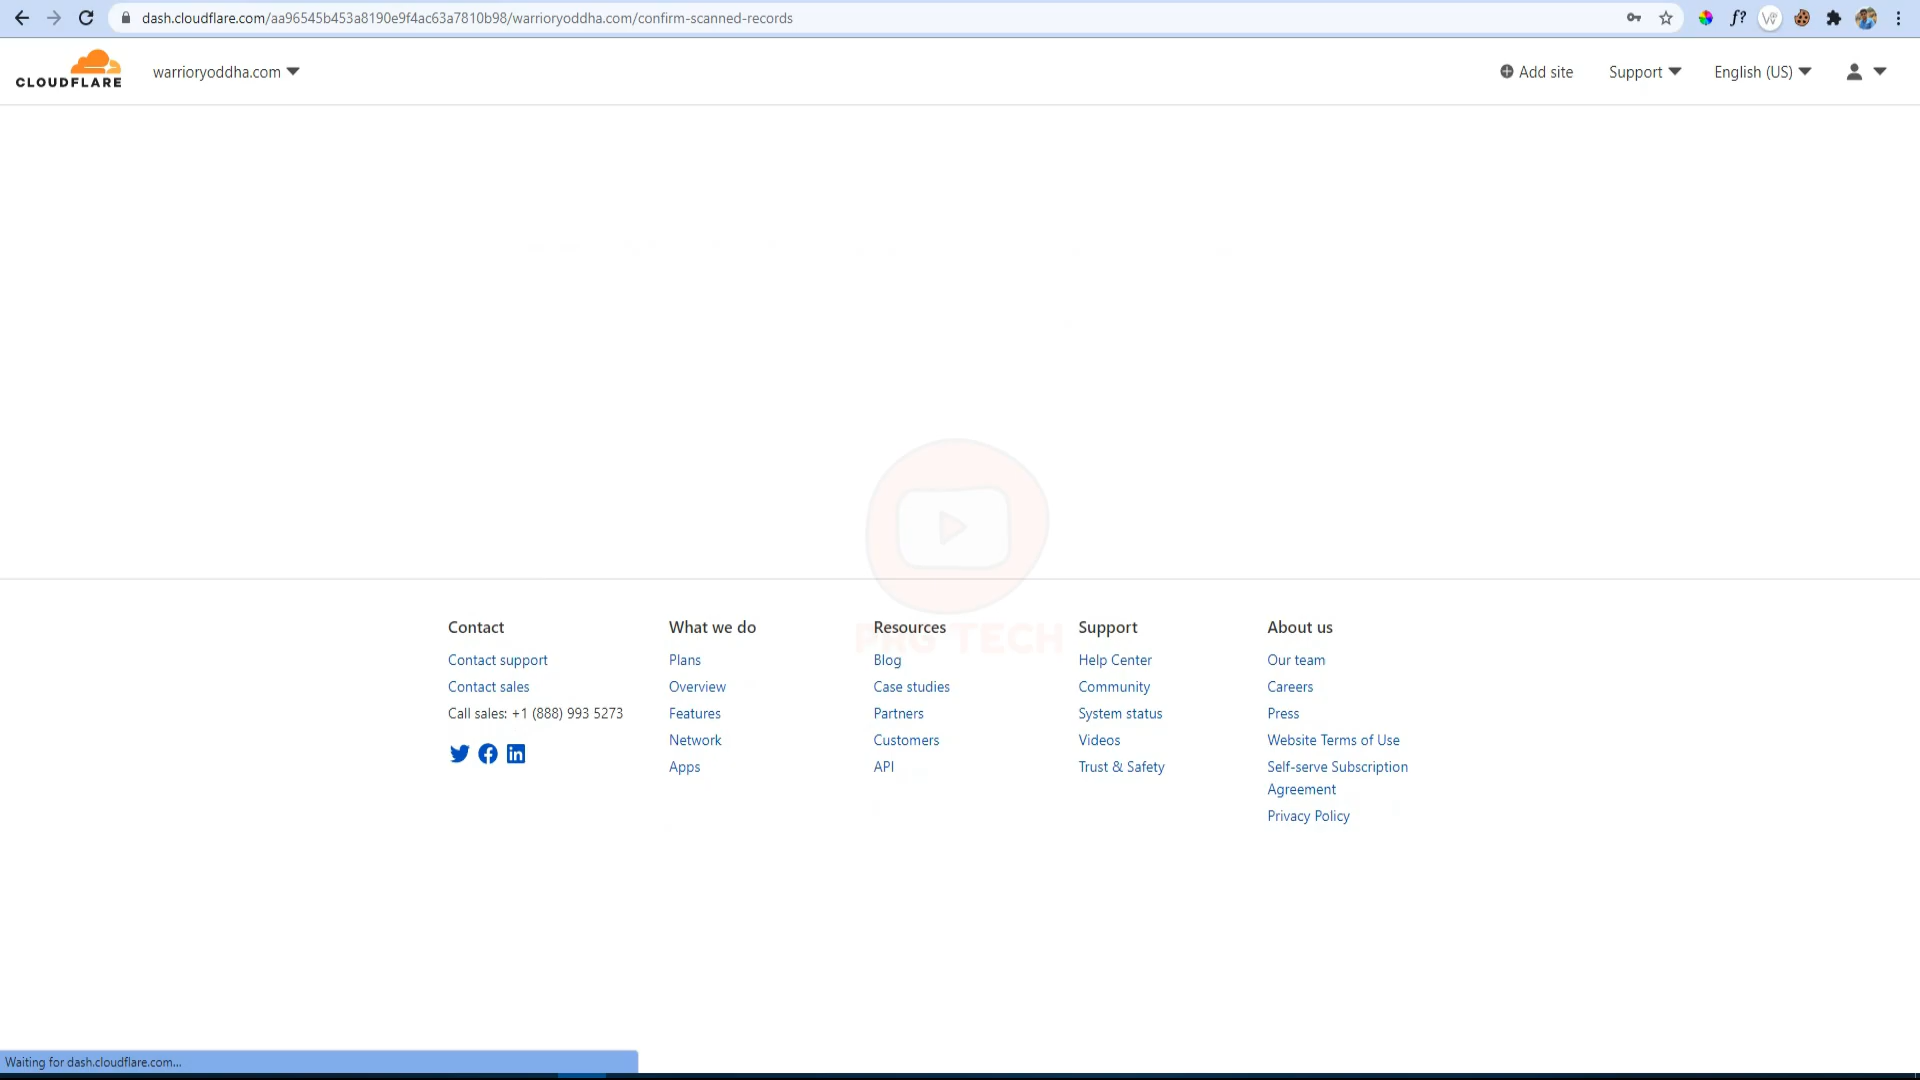 dash.cloudflare.com/aa96545b453a8190e9f4ac63a7810b98/warrioryoddha.com/confirm-scanned-records
f?
CLOUDFLARE
warrioryoddha.com
Add site
Support
English (US)
PRG TECH
Contact
Contact support
Contact sales
Call sales: +1 (888) 993 5273
What we do
Plans
Overview
Features
Network
Apps
Resources
Blog
Case studies
Partners
Customers
API
Support
Help Center
Community
System status
Videos
Trust & Safety
About us
Our team
Careers
Press
Website Terms of Use
Self-serve Subscription
Agreement
Privacy Policy
Waiting for dash.cloudflare.com...